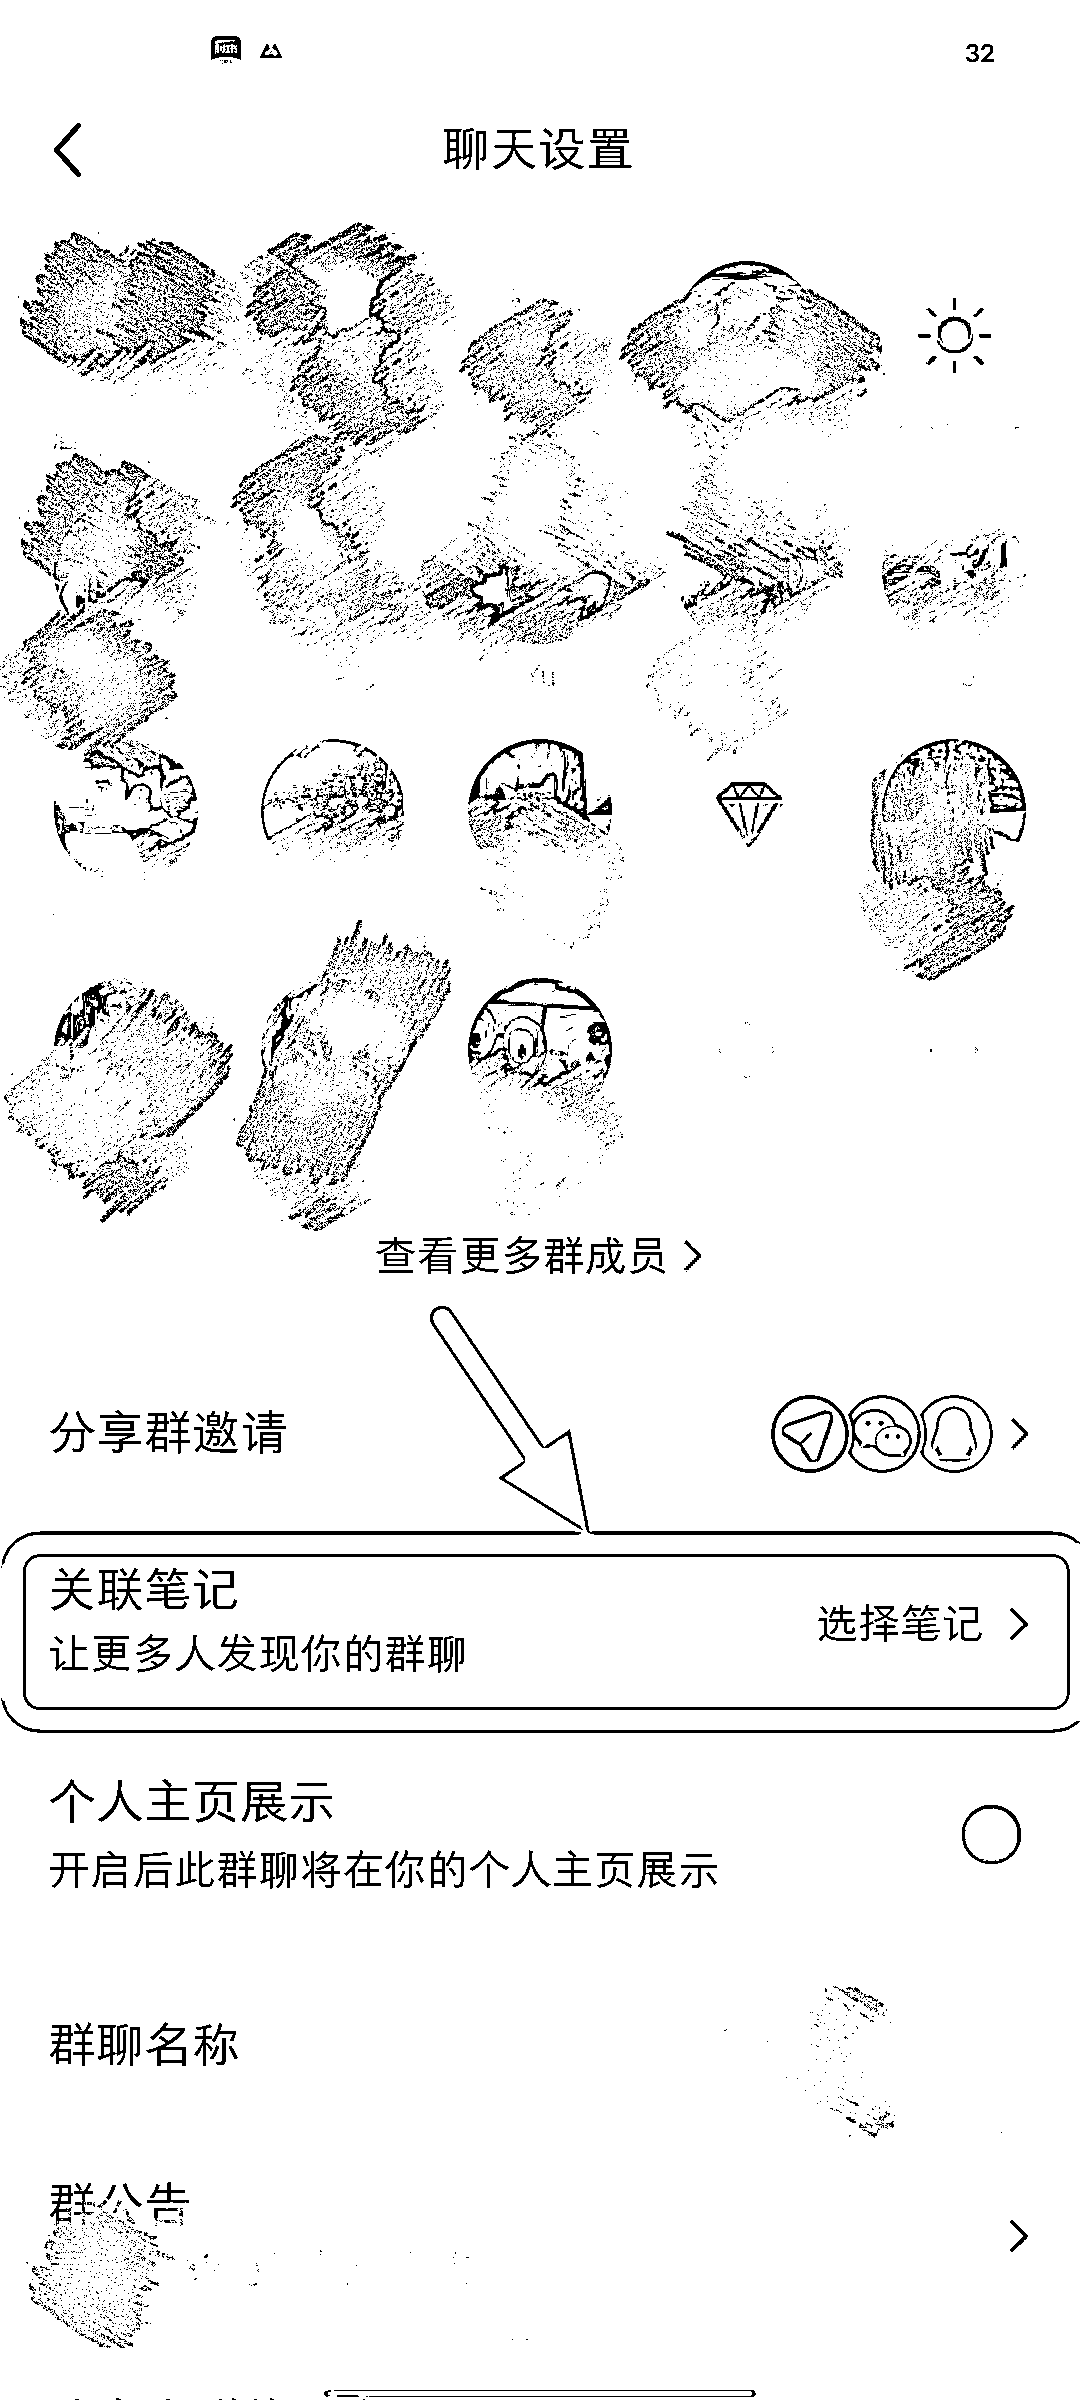 32
聊天设置
查看更多群成员
分享群邀请
关联笔记
选择笔记
让更多人发现你的群聊
个人主页展示
开启后此群聊将在你的个人主页展示
群聊名称
群公告